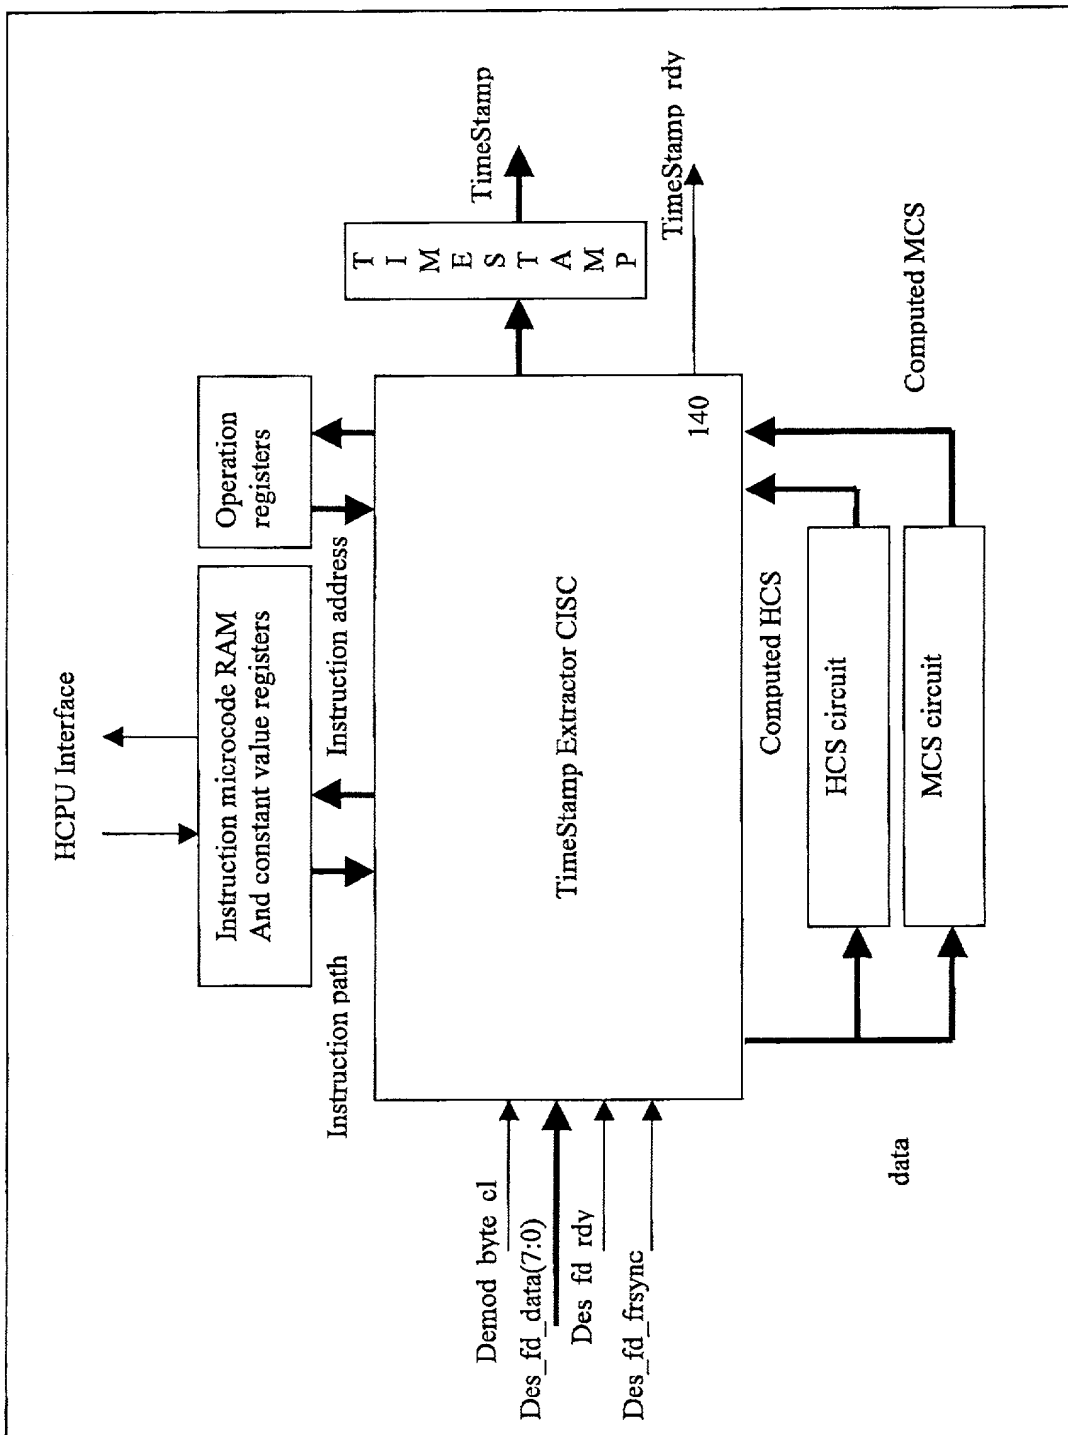 HCPU Interface
Instruction microcode RAM
And constant value registers
Operation
registers
Instruction path
Instruction address
Demod byte cl
Des_fd_data(7:0)
Des fd rdy
Des_fd_frsync
TimeStamp Extractor CISC
140
TIMESTAMP
TimeStamp
TimeStamp rdy
data
Computed HCS
HCS circuit
MCS circuit
Computed MCS